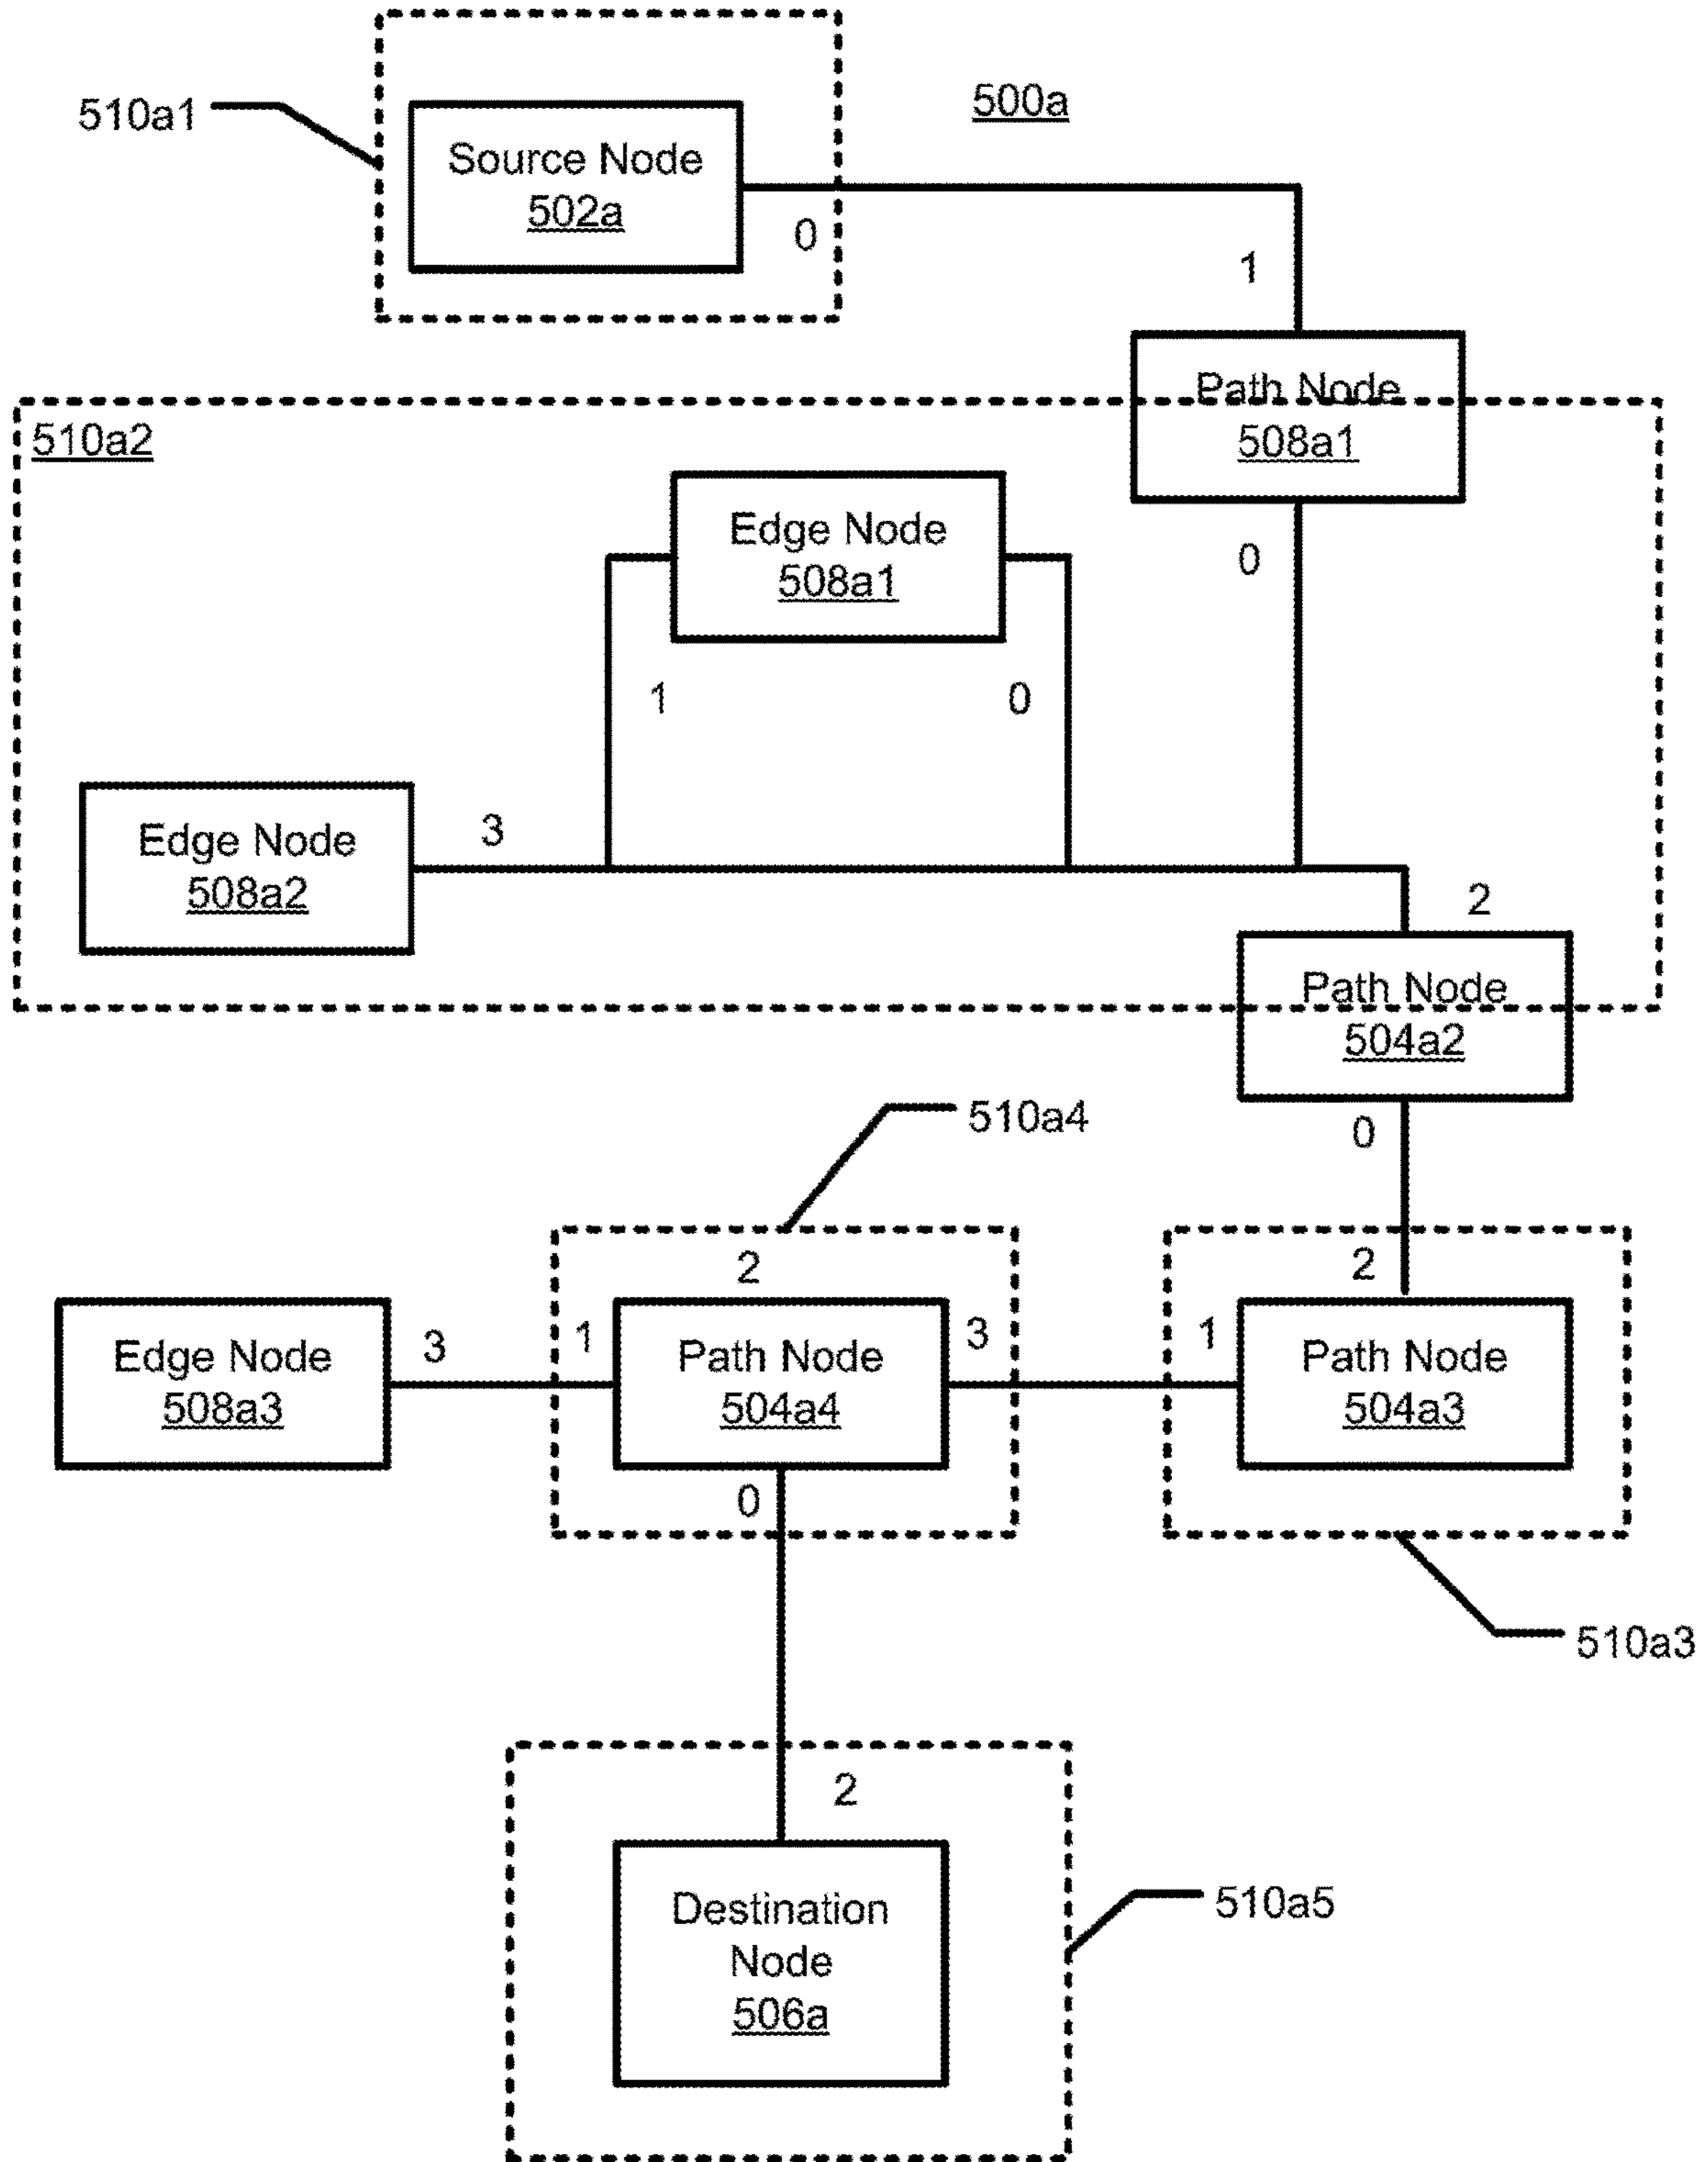 500a
510a1
Source Node
502a
0
1
Path Node
508a1
0
510a2
Edge Node
508a1
1
0
Edge Node
508a2
3
2
Path Node
504a2
0
510a4
2
2
Edge Node
508a3
3
1
Path Node
504a4
3
1
Path Node
504a3
0
510a3
2
Destination
Node
506a
510a5